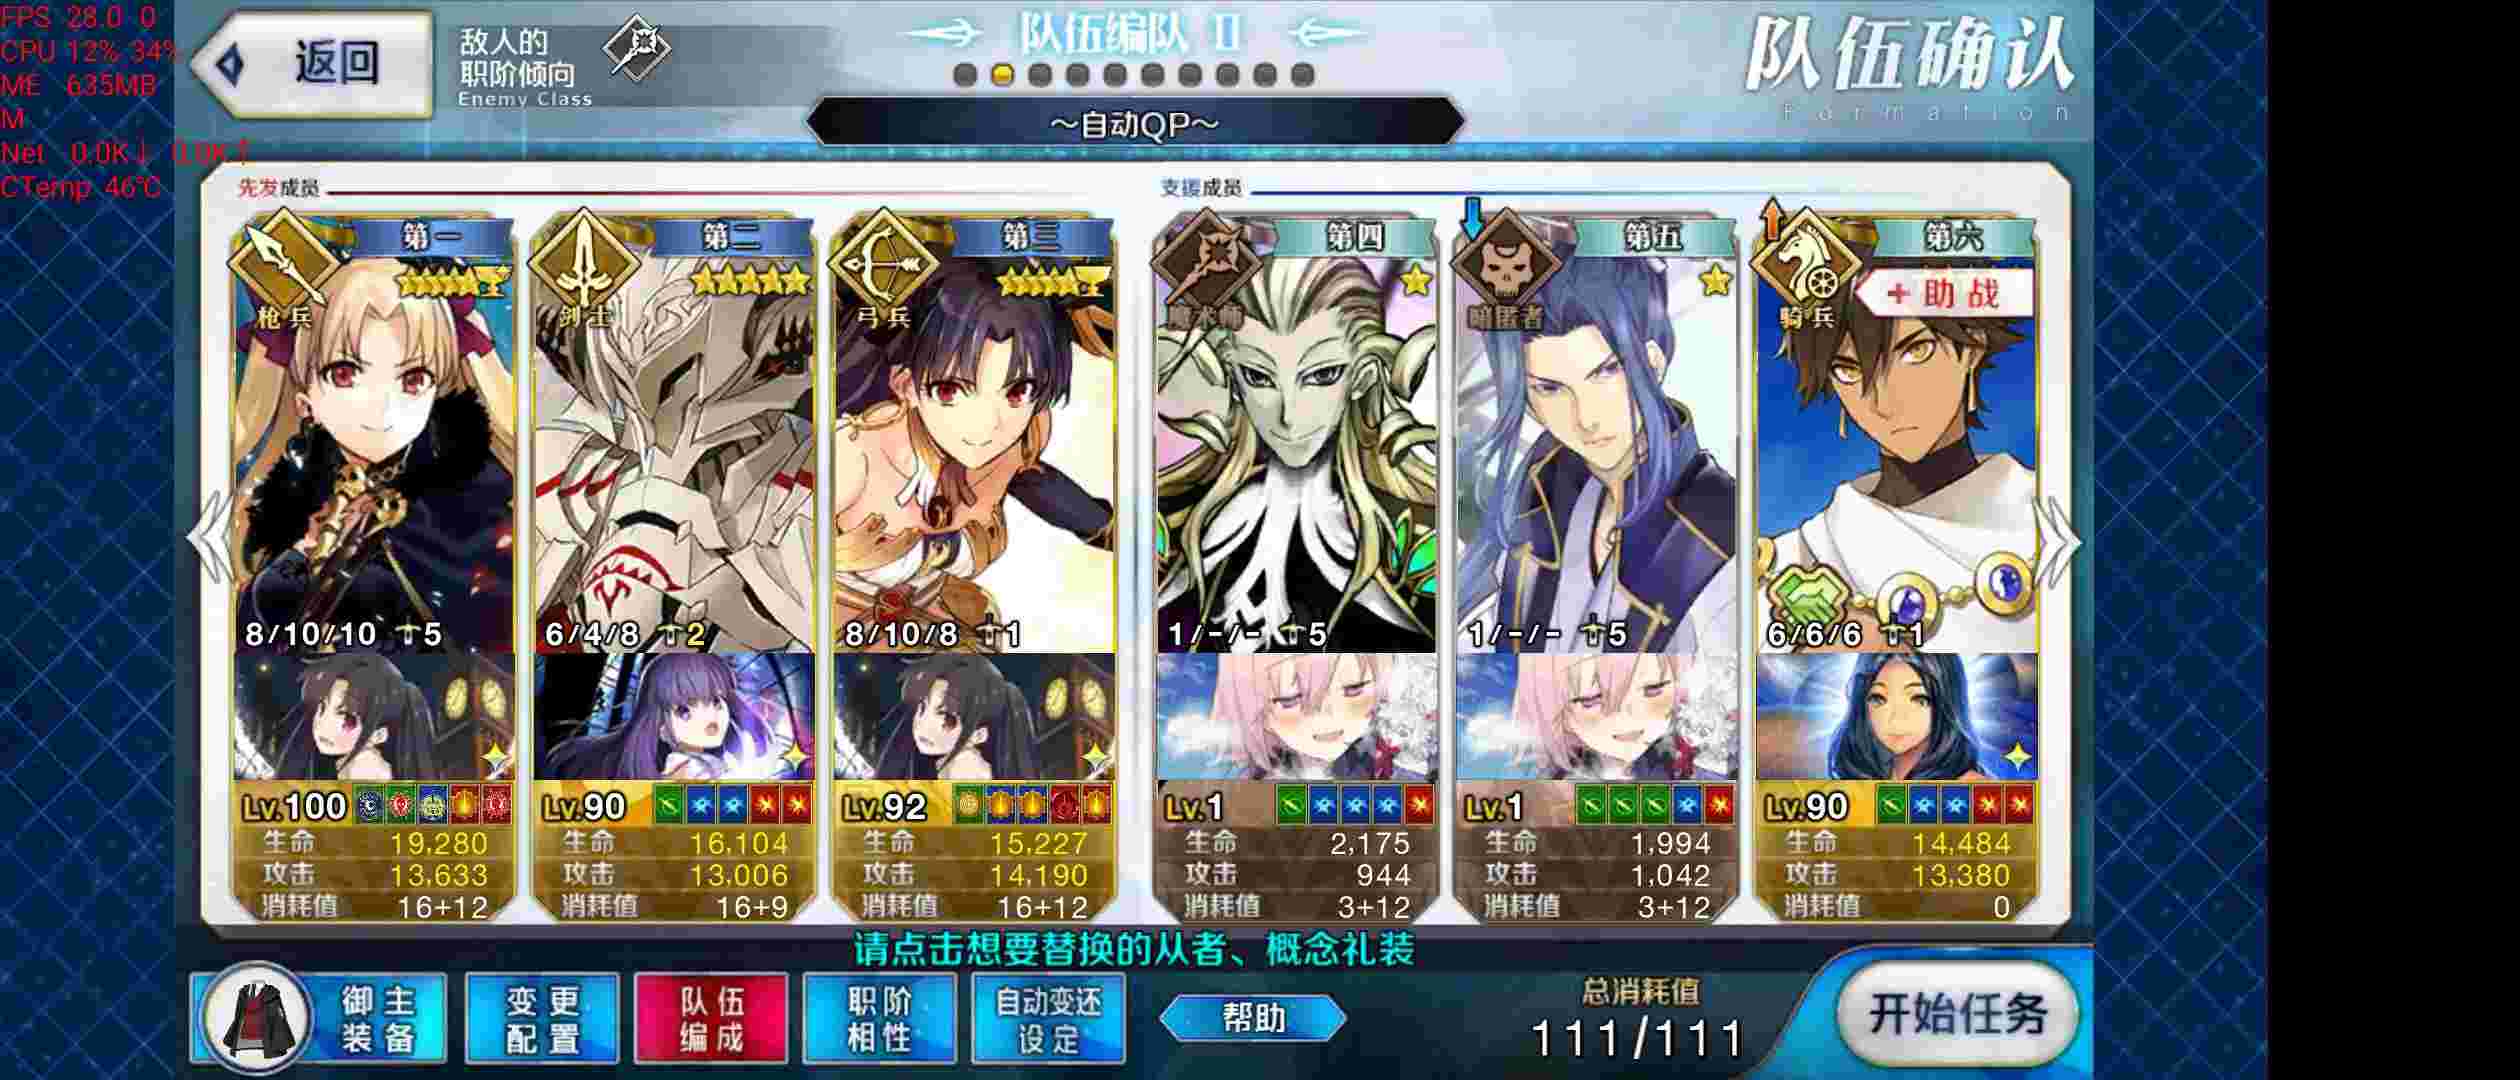 FPS 28.0 0
CPU 12% 34%
ME 635MB
M
Net 0.0K↓ 0.0K↑
CTemp 46℃
返回
敌人的
职阶倾向
Enemy Class
队伍编队 II
～自动QP～
队伍确认
Formation
先发成员
支援成员
第一
枪兵
8/10/10 5
Lv.100
生命 19,280
攻击 13,633
消耗值 16+12
第二
剑士
6/4/8 2
Lv.90
生命 16,104
攻击 13,006
消耗值 16+9
第三
弓兵
8/10/8 1
Lv.92
生命 15,227
攻击 14,190
消耗值 16+12
第四
魔术师
1/-/- 5
Lv.1
生命 2,175
攻击 944
消耗值 3+12
第五
暗匿者
1/-/- 5
Lv.1
生命 1,994
攻击 1,042
消耗值 3+12
第六
+ 助战
骑兵
6/6/6 1
Lv.90
生命 14,484
攻击 13,380
消耗值 0
请点击想要替换的从者、概念礼装
御主
装备
变更
配置
队伍
编成
职阶
相性
自动变还
设定
帮助
总消耗值
111/111
开始任务